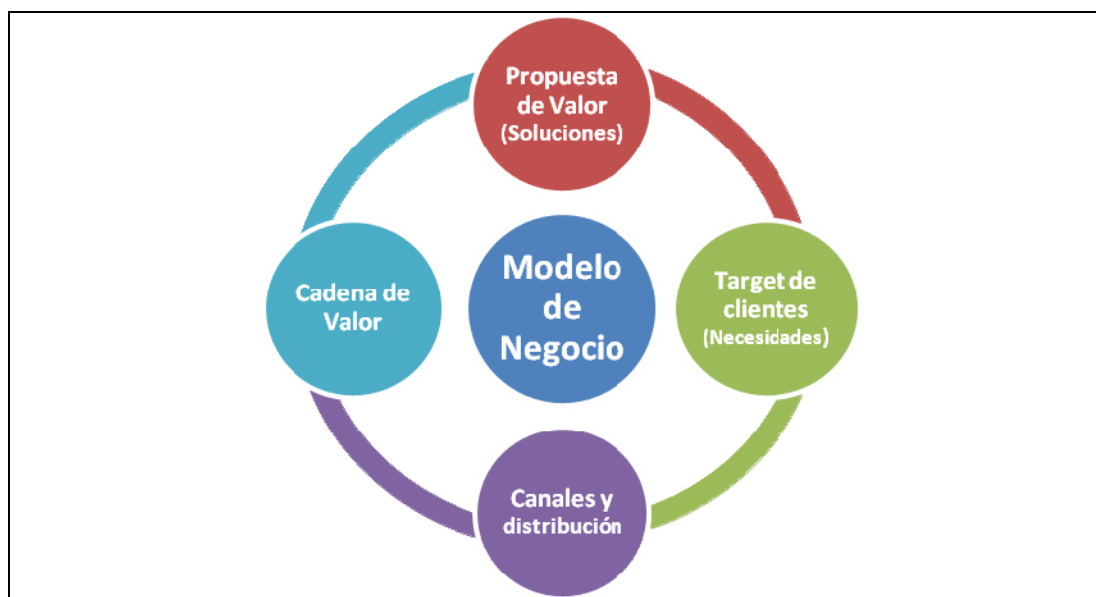 Propuesta
de Valor
(Soluciones)
Cadena de
Valor
Modelo
de
Negocio
Target de
clientes
(Necesidades)
Canales y
distribución